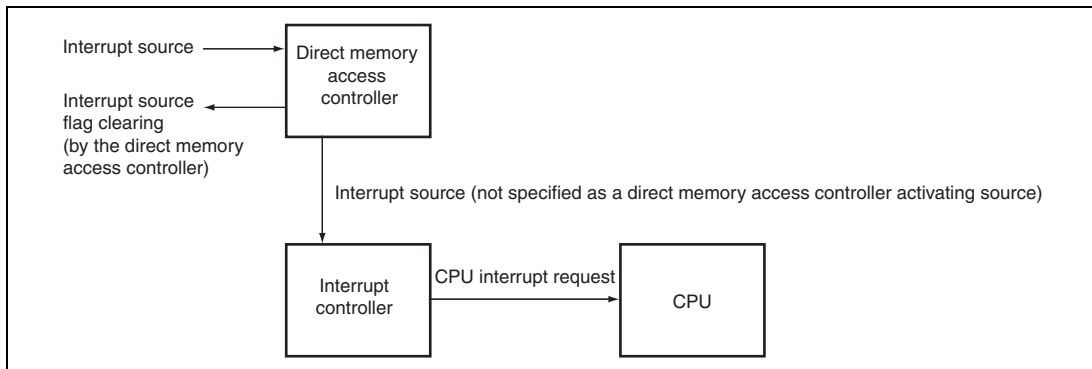 Interrupt source
Direct memory
access
controller
Interrupt source
flag clearing
(by the direct memory
access controller)
Interrupt source (not specified as a direct memory access controller activating source)
Interrupt
controller
CPU interrupt request
CPU